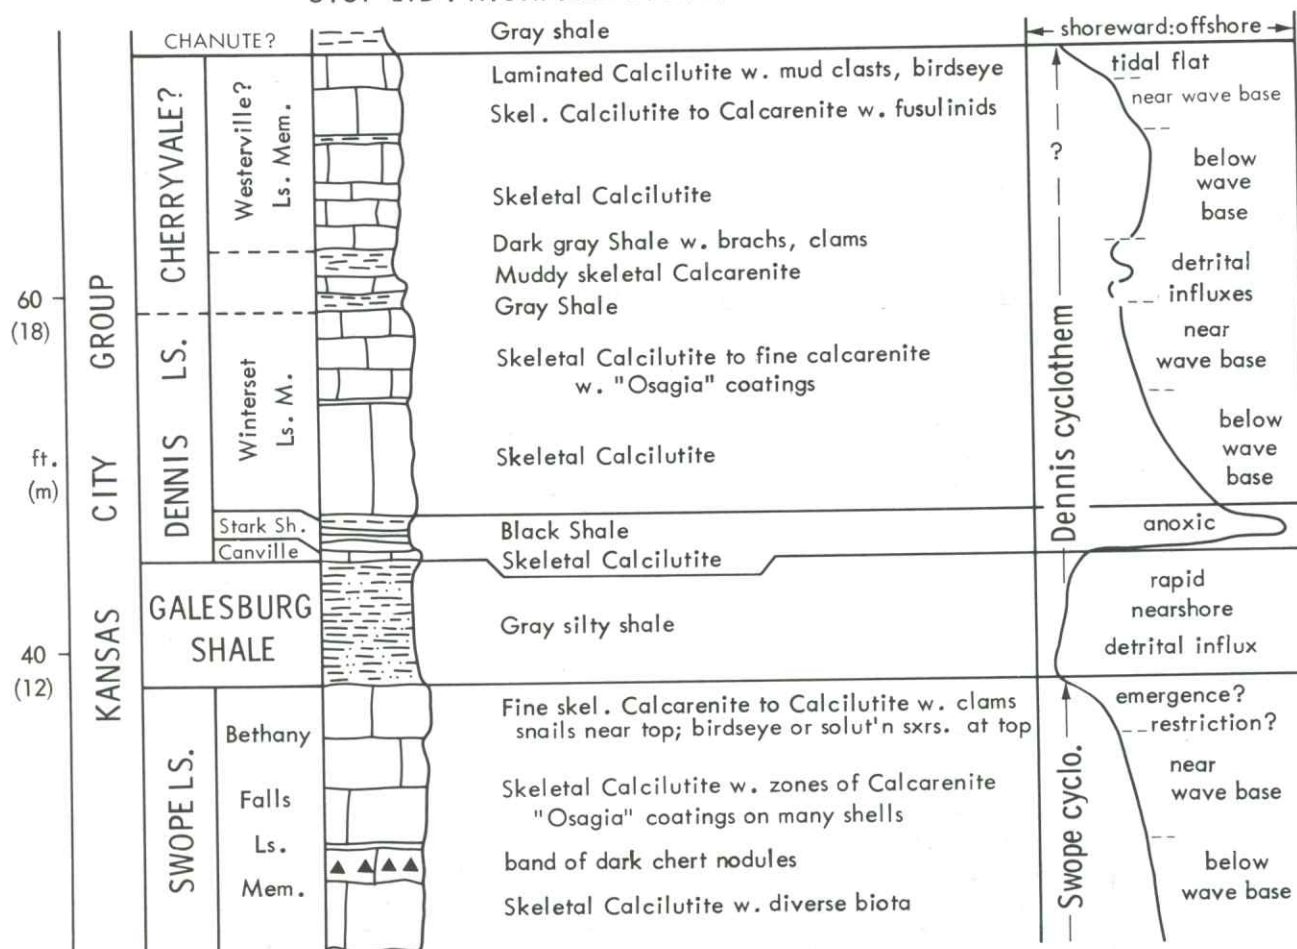 CHANUTE?
Gray shale
shoreward:offshore
CHERRYVALE?
Westerville?
Ls. Mem.
Laminated Calcilutite w. mud clasts, birdseye
Skel. Calcilutite to Calcarenite w. fusulinids
Skeletal Calcilutite
Dark gray Shale w. brachs, clams
Muddy skeletal Calcarenite
Gray Shale
tidal flat
near wave base
below
wave
base
detrital
influxes
?
60
(18)
ft.
(m)
40
(12)
KANSAS CITY GROUP
DENNIS LS.
Winterset
Ls. M.
Skeletal Calcilutite to fine calcarenite
w. "Osagia" coatings
Skeletal Calcilutite
near
wave base
below
wave
base
Dennis cyclothem
Stark Sh.
Black Shale
anoxic
Canville
Skeletal Calcilutite
GALESBURG
SHALE
Gray silty shale
rapid
nearshore
detrital influx
SWOPE LS.
Bethany
Falls
Ls.
Mem.
Fine skel. Calcarenite to Calcilutite w. clams
snails near top; birdseye or solut'n sxrs. at top
Skeletal Calcilutite w. zones of Calcarenite
"Osagia" coatings on many shells
band of dark chert nodules
Skeletal Calcilutite w. diverse biota
Swope cyclo.
emergence?
restriction?
near
wave base
below
wave base